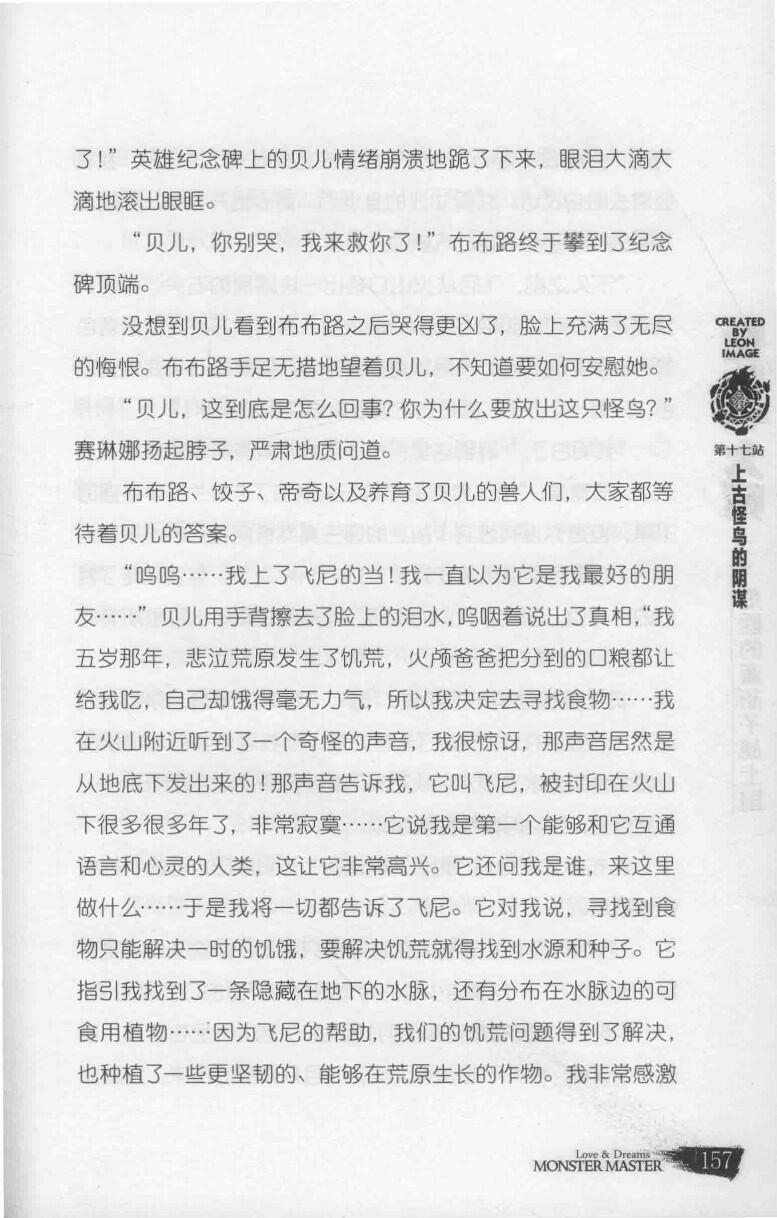 了！”英雄纪念碑上的贝儿情绪崩溃地跪了下来，眼泪大滴大
滴地滚出眼眶。
“贝儿，你别哭，我来救你了！”布布路终于攀到了纪念
碑顶端。
没想到贝儿看到布布路之后哭得更凶了，脸上充满了无尽
的悔恨。布布路手足无措地望着贝儿，不知道要如何安慰她。
“贝儿，这到底是怎么回事？你为什么要放出这只怪鸟？”
赛琳娜扬起脖子，严肃地质问道。
布布路、饺子、帝奇以及养育了贝儿的兽人们，大家都等
待着贝儿的答案。
“呜呜……我上了飞尼的当！我一直以为它是我最好的朋
友……”贝儿用手背擦去了脸上的泪水，呜咽着说出了真相，“我
五岁那年，悲泣荒原发生了饥荒，火颅爸爸把分到的口粮都让
给我吃，自己却饿得毫无力气，所以我决定去寻找食物……我
在火山附近听到了一个奇怪的声音，我很惊讶，那声音居然是
从地底下发出来的！那声音告诉我，它叫飞尼，被封印在火山
下很多很多年了，非常寂寞……它说我是第一个能够和它互通
语言和心灵的人类，这让它非常高兴。它还问我是谁，来这里
做什么……于是我将一切都告诉了飞尼。它对我说，寻找到食
物只能解决一时的饥饿，要解决饥荒就得找到水源和种子。它
指引我找到了一条隐藏在地下的水脉，还有分布在水脉边的可
食用植物……因为飞尼的帮助，我们的饥荒问题得到了解决，
也种植了一些更坚韧的、能够在荒原生长的作物。我非常感激
CREATED
BY
LEON
IMAGE
第十七站
上古怪鸟的阴谋
Love & Dreams
MONSTER MASTER
157